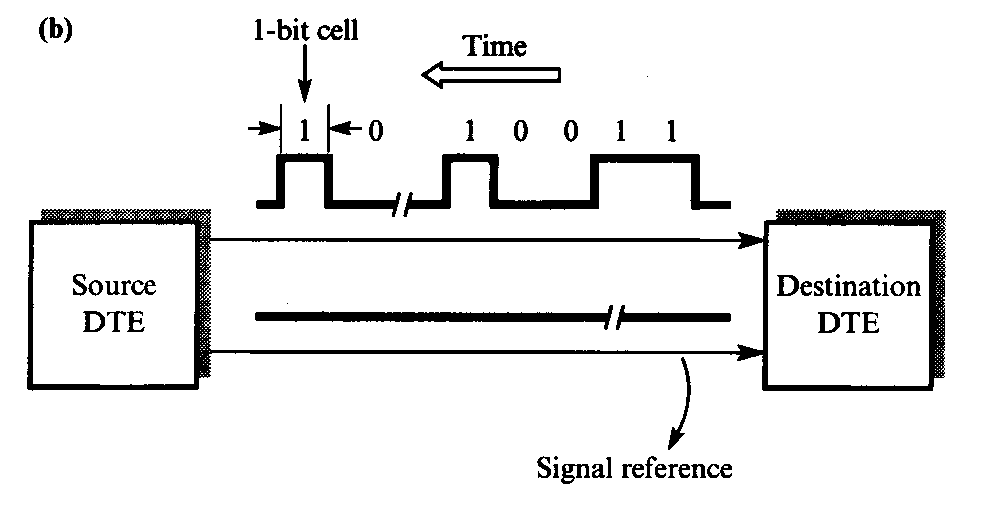 (b)
1-bit cell
Time
1 0 1 0 0 1 1
Source
DTE
Destination
DTE
Signal reference